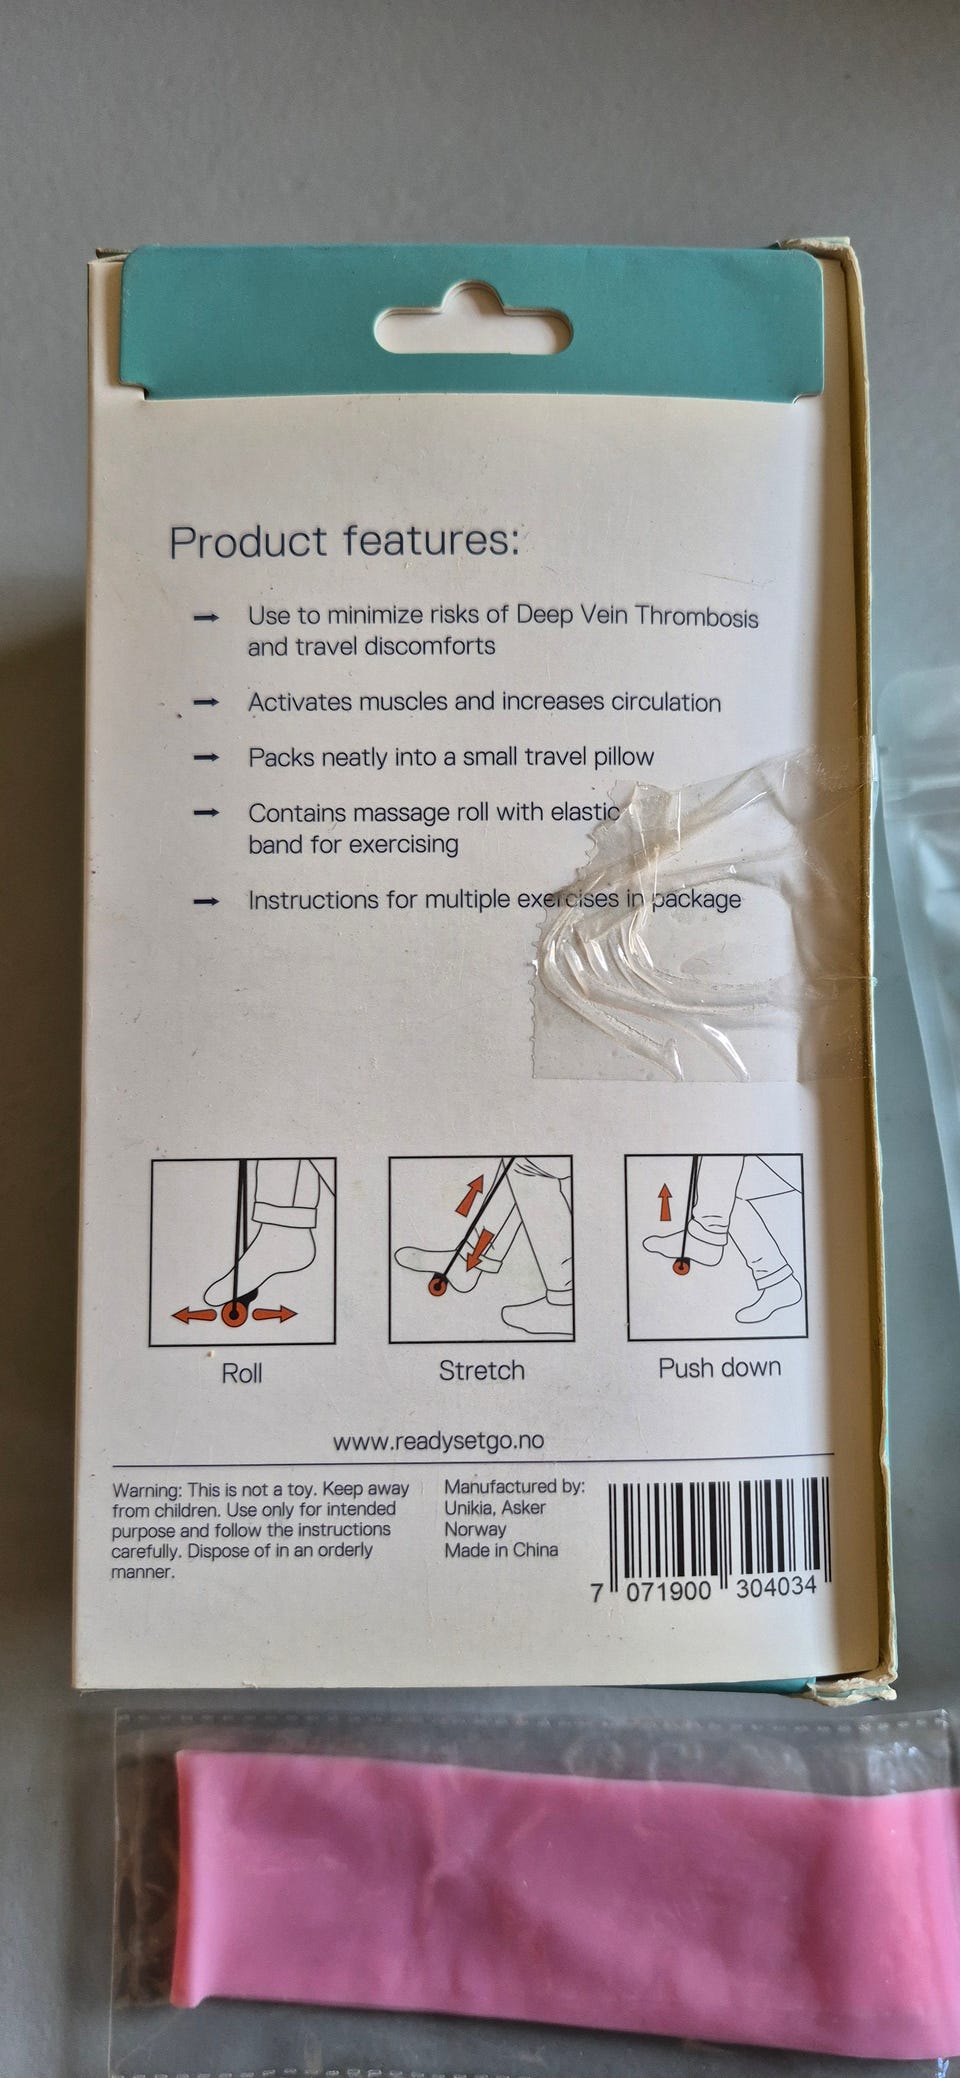 Product features:
→ Use to minimize risks of Deep Vein Thrombosis
and travel discomforts
→ Activates muscles and increases circulation
→ Packs neatly into a small travel pillow
→ Contains massage roll with elastic
band for exercising
→ Instructions for multiple exercises in package
Roll
Stretch
Push down
www.readysetgo.no
Warning: This is not a toy. Keep away
from children. Use only for intended
purpose and follow the instructions
carefully. Dispose of in an orderly
manner.
Manufactured by:
Unikia, Asker
Norway
Made in China
7 071900 304034